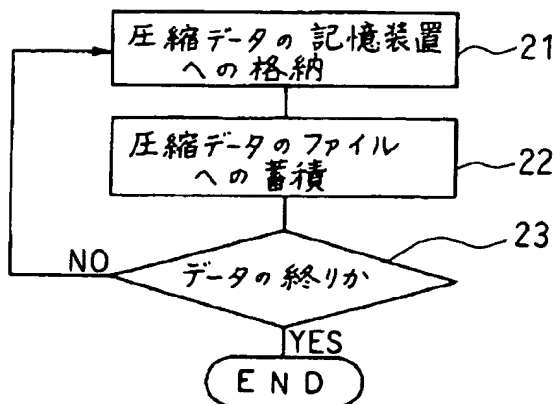 圧縮データの記憶装置
への格納
21
圧縮データのファイル
への蓄積
22
23
NO
データの終りか
YES
END